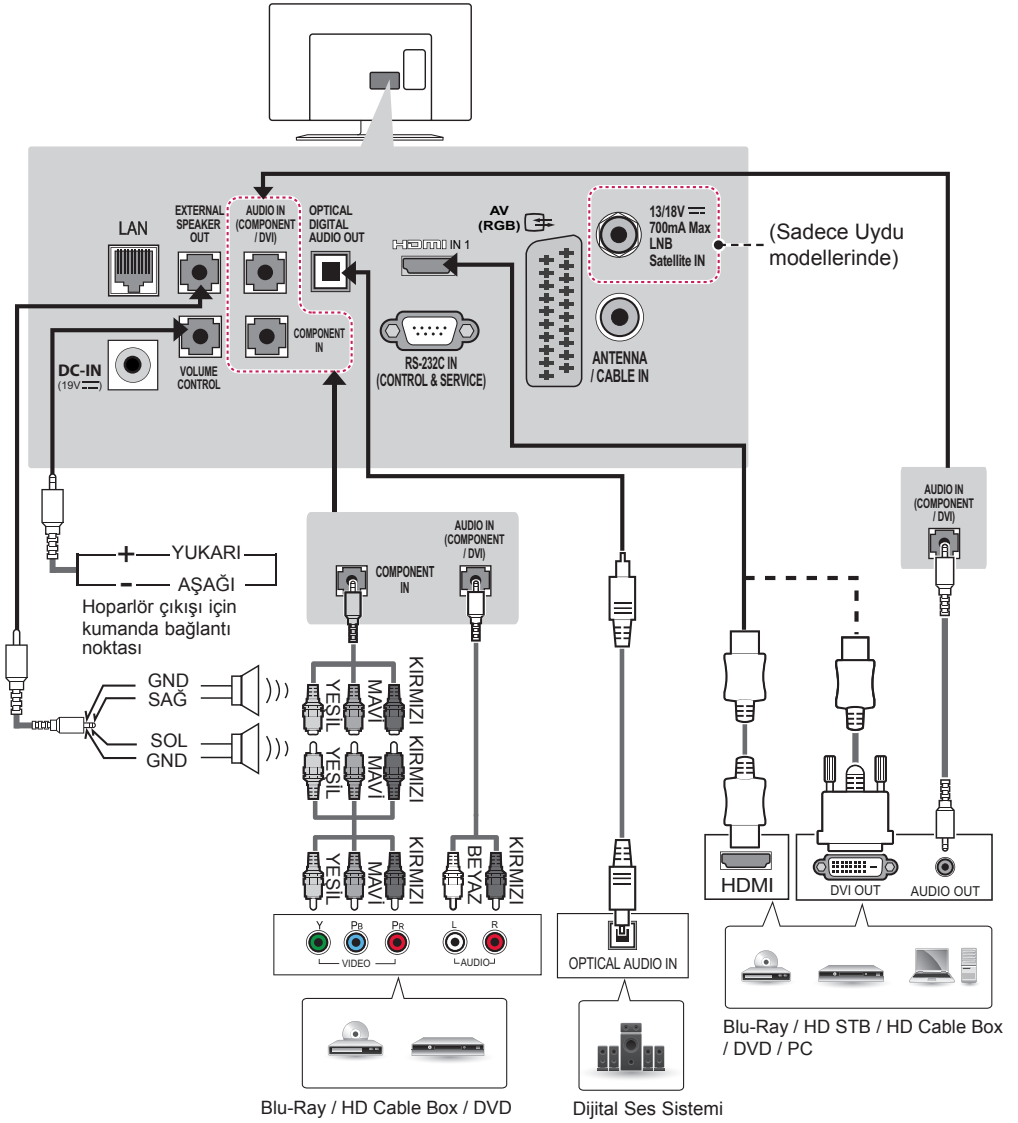 LAN
EXTERNAL
SPEAKER
OUT
AUDIO IN
(COMPONENT
/ DVI)
OPTICAL
DIGITAL
AUDIO OUT
HDMI IN 1
AV
(RGB)
13/18V
700mA Max
LNB
Satellite IN
(Sadece Uydu
modellerinde)
DC-IN
(19V)
VOLUME
CONTROL
COMPONENT
IN
RS-232C IN
(CONTROL & SERVICE)
ANTENNA
/ CABLE IN
AUDIO IN
(COMPONENT
/ DVI)
COMPONENT
IN
AUDIO IN
(COMPONENT
/ DVI)
+ YUKARI
- AŞAĞI
Hoparlör çıkışı için
kumanda bağlantı
noktası
GND
SAĞ
SOL
GND
YEŞİL
MAVİ
KIRMIZI
YEŞİL
MAVİ
KIRMIZI
YEŞİL
MAVİ
KIRMIZI
BEYAZ
KIRMIZI
Y PB PR
VIDEO
L R
AUDIO
OPTICAL AUDIO IN
HDMI
DVI OUT
AUDIO OUT
Blu-Ray / HD Cable Box / DVD
Dijital Ses Sistemi
Blu-Ray / HD STB / HD Cable Box
/ DVD / PC